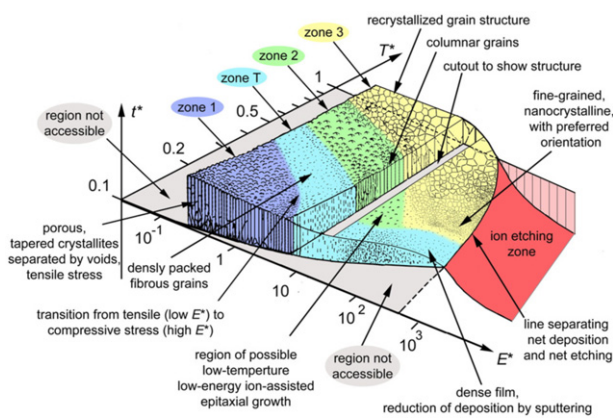 recrystallized grain structure
columnar grains
cutout to show structure
fine-grained,
nanocrystalline,
with preferred
orientation
zone 3
zone 2
zone T
zone 1
T*
t*
region not
accessible
1
0.5
0.2
0.1
10⁻¹
1
10
10²
10³
E*
porous,
tapered crystallites
separated by voids,
tensile stress
densly packed
fibrous grains
transition from tensile (low E*) to
compressive stress (high E*)
region of possible
low-temperture
low-energy ion-assisted
epitaxial growth
region not
accessible
ion etching
zone
line separating
net deposition
and net etching
dense film,
reduction of deposition by sputtering